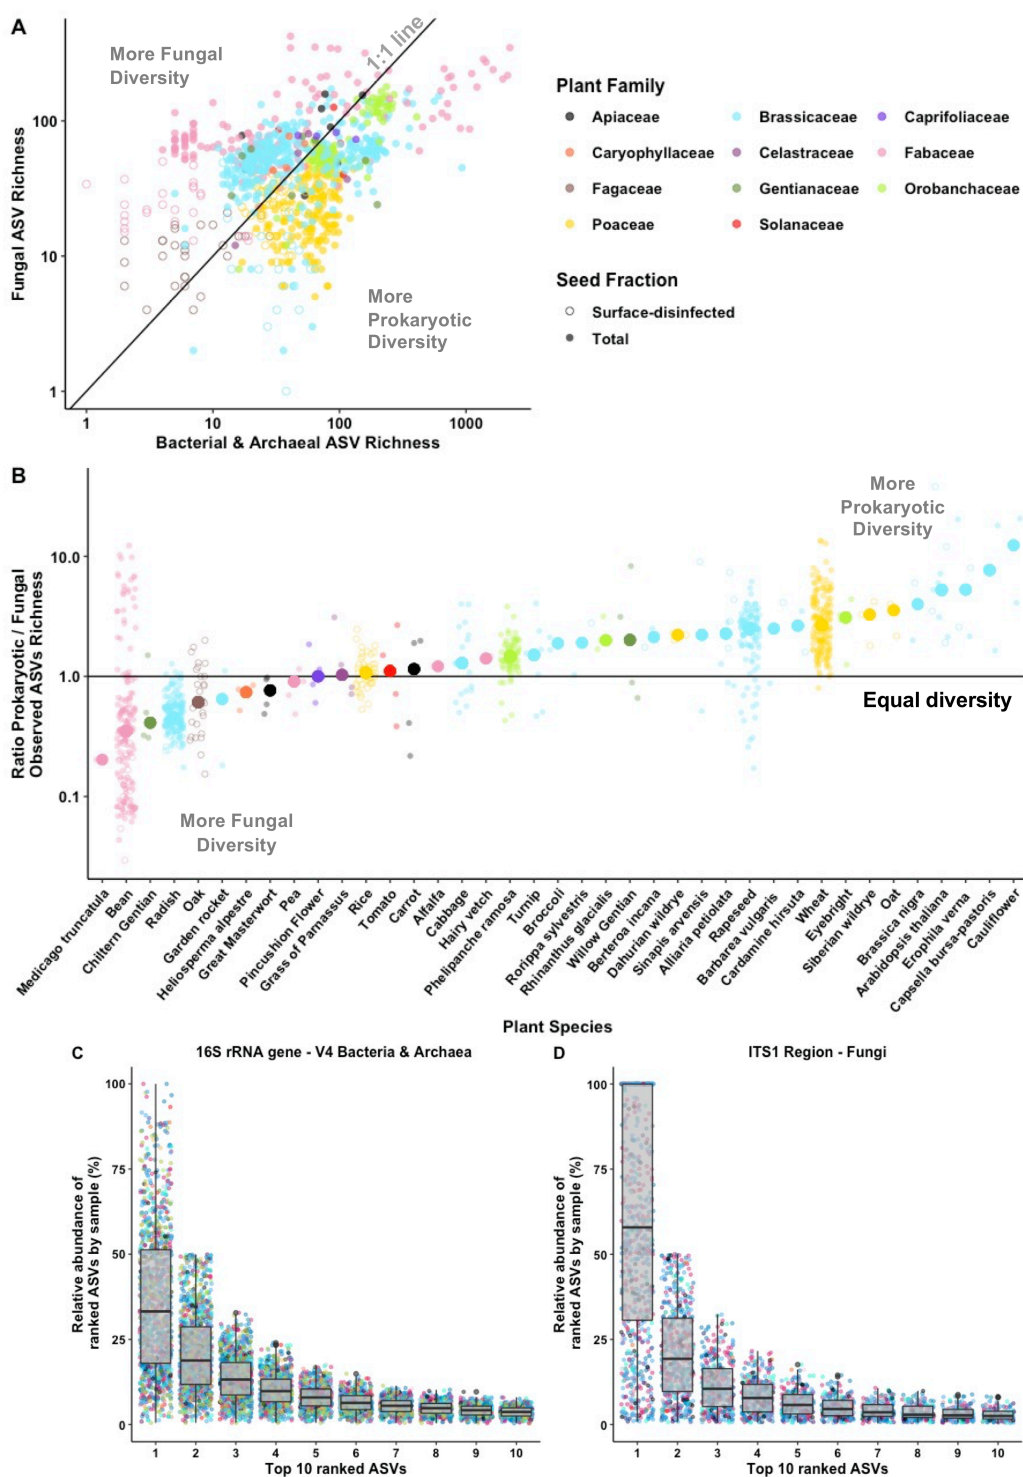 A
More Fungal
Diversity
1:1 line
100
10
1
Fungal ASV Richness
More
Prokaryotic
Diversity
1
10
100
1000
Bacterial & Archaeal ASV Richness
Plant Family
Apiaceae
Brassicaceae
Caprifoliaceae
Caryophyllaceae
Celastraceae
Fabaceae
Fagaceae
Gentianaceae
Orobanchaceae
Poaceae
Solanaceae
Seed Fraction
Surface-disinfected
Total
B
More
Prokaryotic
Diversity
10.0
1.0
0.1
Ratio Prokaryotic / Fungal
Observed ASVs Richness
Equal diversity
More Fungal
Diversity
Medicago truncatula
Bean
Chiltern Gentian
Radish
Oak
Garden rocket
Heliosperma alpestre
Great Masterwort
Pea
Pincushion Flower
Grass of Parnassus
Rice
Tomato
Carrot
Alfalfa
Cabbage
Hairy vetch
Phelipanche ramosa
Turnip
Broccoli
Rorippa sylvestris
Rhinanthus glacialis
Willow Gentian
Berteroa incana
Dahurian wildrye
Sinapis arvensis
Alliaria petiolata
Rapeseed
Barbarea vulgaris
Cardamine hirsuta
Wheat
Eyebright
Siberian wildrye
Oat
Brassica nigra
Arabidopsis thaliana
Erophila verna
Capsella bursa-pastoris
Cauliflower
Plant Species
C
16S rRNA gene - V4 Bacteria & Archaea
100
75
50
25
0
Relative abundance of
ranked ASVs by sample (%)
1 2 3 4 5 6 7 8 9 10
Top 10 ranked ASVs
D
ITS1 Region - Fungi
100
75
50
25
0
Relative abundance of
ranked ASVs by sample (%)
1 2 3 4 5 6 7 8 9 10
Top 10 ranked ASVs